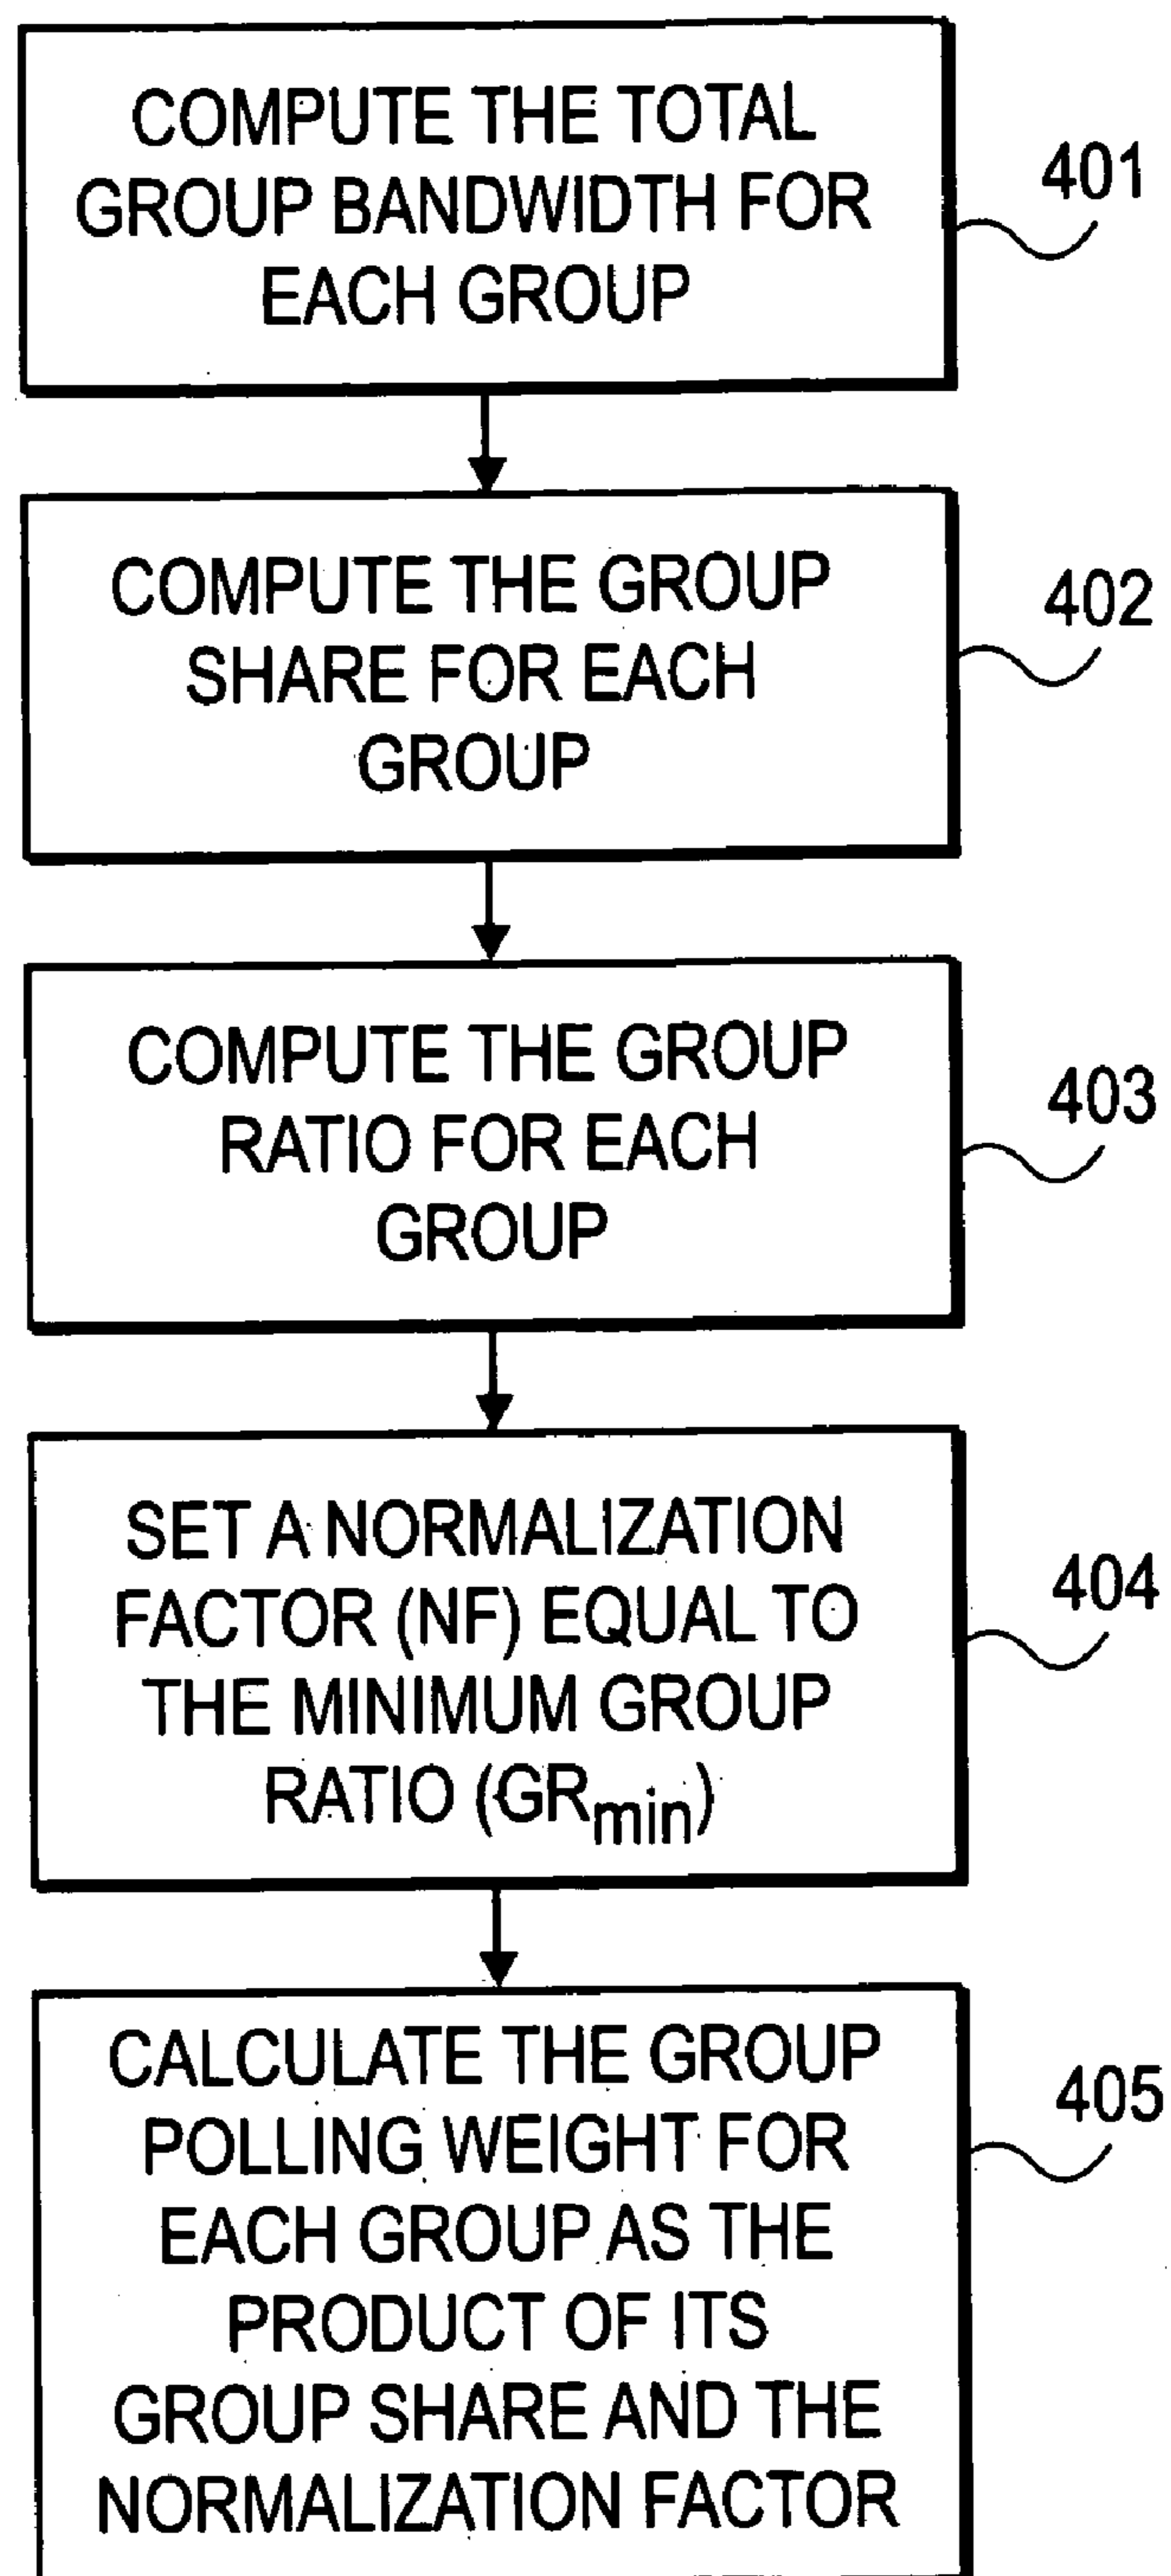 COMPUTE THE TOTAL
GROUP BANDWIDTH FOR
EACH GROUP
401
COMPUTE THE GROUP
SHARE FOR EACH
GROUP
402
COMPUTE THE GROUP
RATIO FOR EACH
GROUP
403
SET A NORMALIZATION
FACTOR (NF) EQUAL TO
THE MINIMUM GROUP
RATIO (GRmin)
404
CALCULATE THE GROUP
POLLING WEIGHT FOR
EACH GROUP AS THE
PRODUCT OF ITS
GROUP SHARE AND THE
NORMALIZATION FACTOR
405